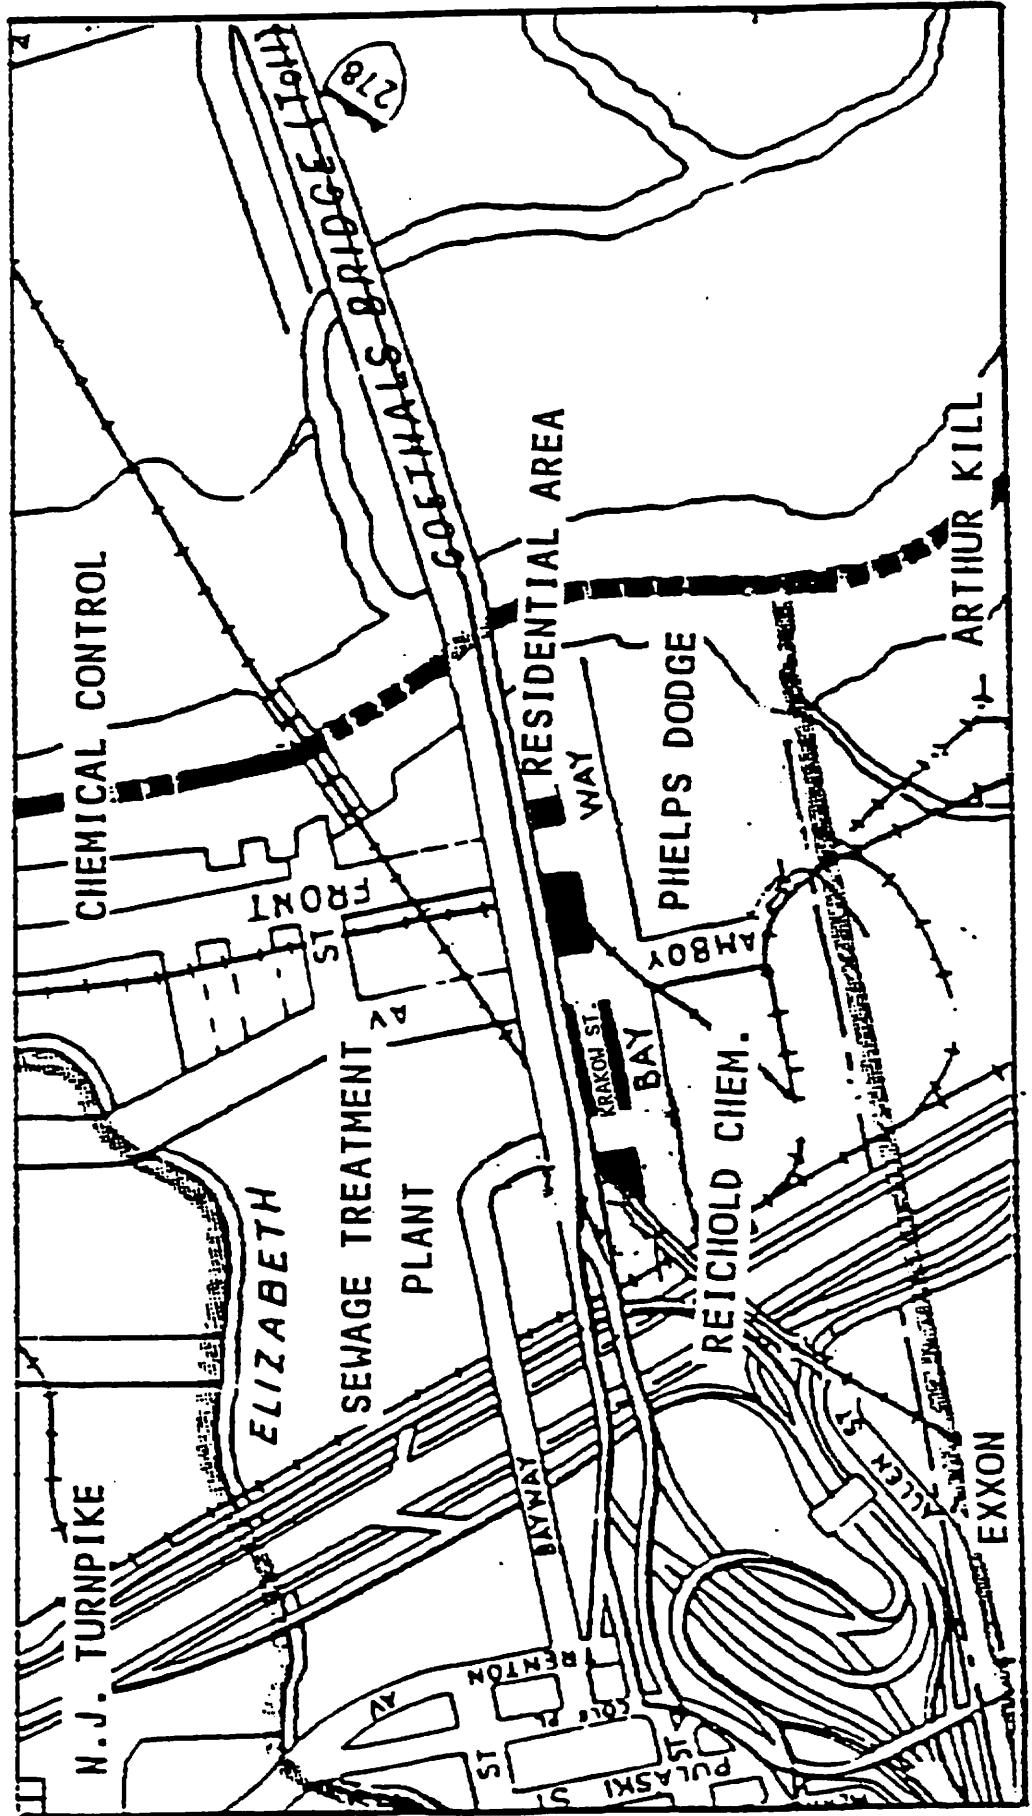 N.J. TURNPIKE
CHEMICAL CONTROL
ELIZABETH
GOETHALS BRIDGE (Toll)
278
FRONT
ST
AV
SEWAGE TREATMENT
PLANT
RESIDENTIAL AREA
BAYWAY
KRAKOW ST.
BAY
WAY
AMBOY
PHELPS DODGE
REICHOLD CHEM.
ARTHUR KILL
EXXON
ALLEN ST
RENTON
AV
COLE
PL
ST
PULASKI
ST
ST